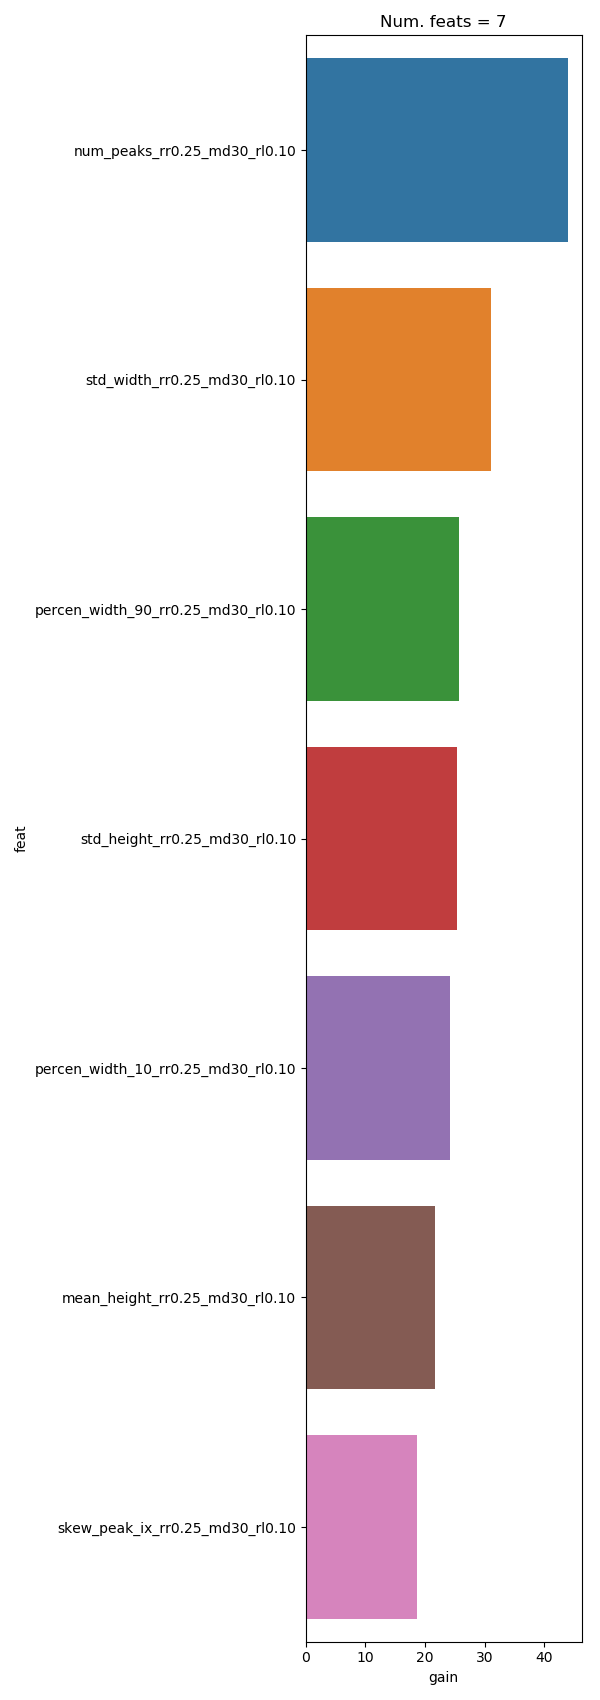 Num. feats = 7
num_peaks_rr0.25_md30_rl0.10
std_width_rr0.25_md30_rl0.10
percen_width_90_rr0.25_md30_rl0.10
std_height_rr0.25_md30_rl0.10
feat
percen_width_10_rr0.25_md30_rl0.10
mean_height_rr0.25_md30_rl0.10
skew_peak_ix_rr0.25_md30_rl0.10
0 10 20 30 40
gain